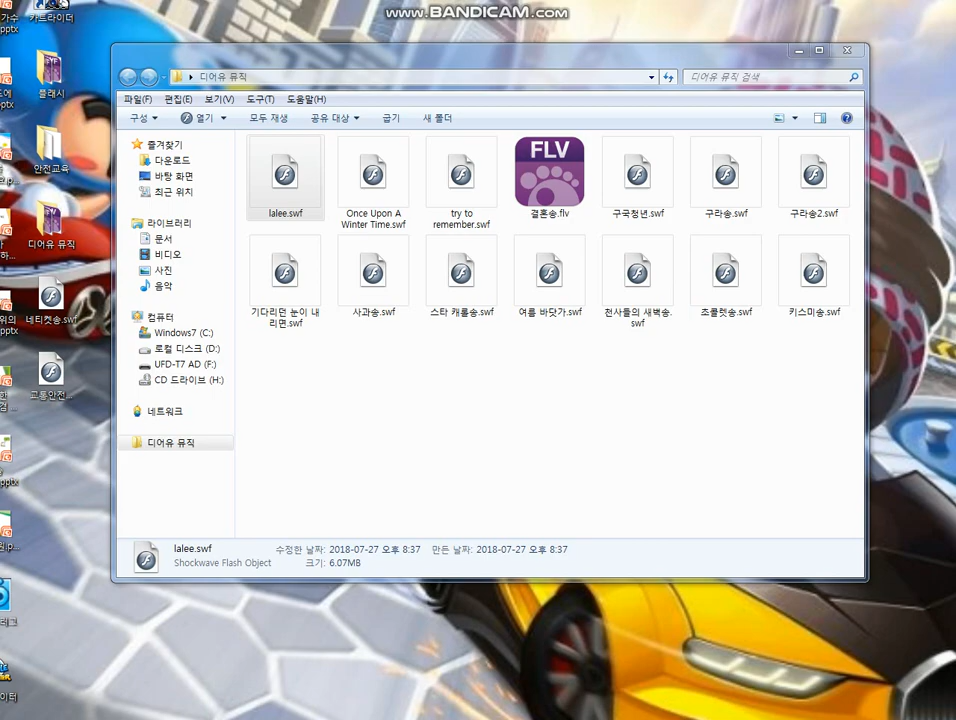 www.BANDICAM.com
카트라이더
pptx
플래시
안전교육
디어유 뮤직
네티켓송.swf
pptx
교통안전...
pptx
디어유 뮤직
디어유 뮤직 검색
파일(F) 편집(E) 보기(V) 도구(T) 도움말(H)
구성 열기 모두 재생 공유 대상 굽기 새 폴더
즐겨찾기
다운로드
바탕 화면
최근 위치
라이브러리
문서
비디오
사진
음악
컴퓨터
Windows7 (C:)
로컬 디스크 (D:)
UFD-T7 AD (F:)
CD 드라이브 (H:)
네트워크
디어유 뮤직
lalee.swf
Once Upon A
Winter Time.swf
try to
remember.swf
FLV
결혼송.flv
구국청년.swf
구라송.swf
구라송2.swf
기다리면 눈이 내
리면.swf
사과송.swf
스타 캐롤송.swf
여름 바닷가.swf
천사들의 새벽송.
swf
초콜렛송.swf
키스미송.swf
lalee.swf
수정한 날짜: 2018-07-27 오후 8:37 만든 날짜: 2018-07-27 오후 8:37
Shockwave Flash Object
크기: 6.07MB